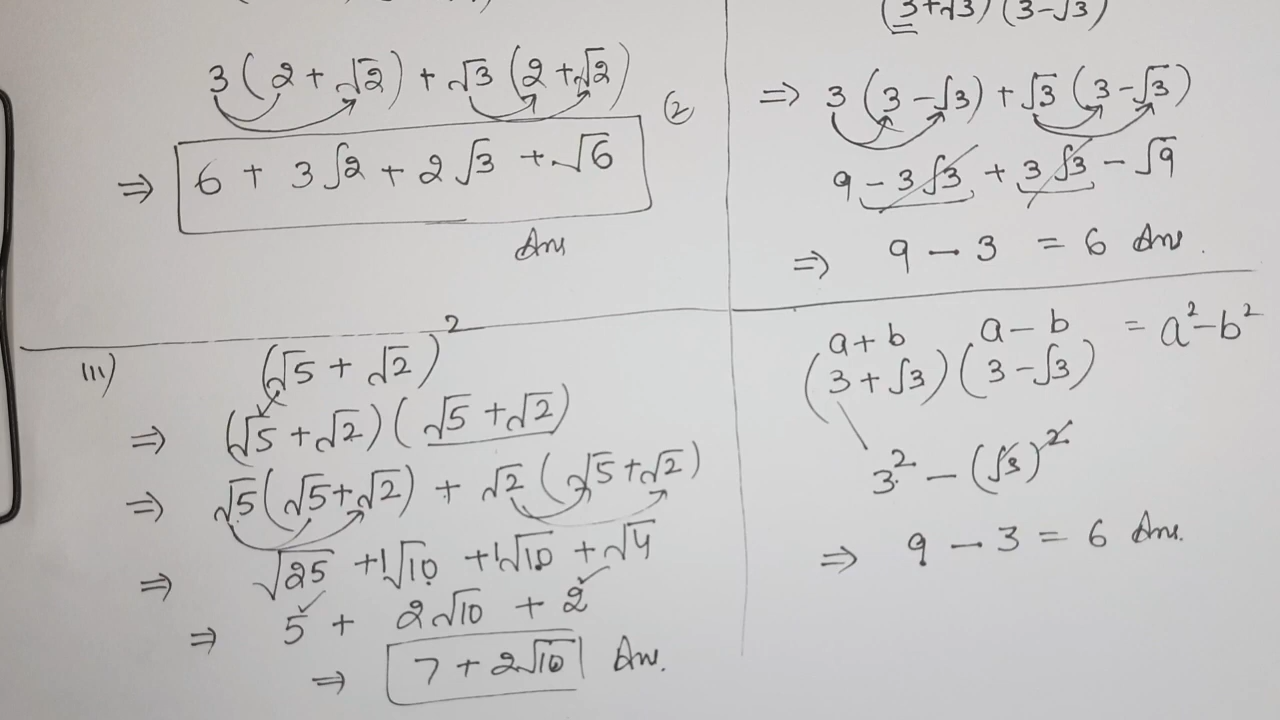 3(2+√2) + √3(2+√2)
⇒ 6 + 3√2 + 2√3 + √6
Ans
②
(3+√3)(3-√3)
⇒ 3(3-√3) + √3(3-√3)
9 - 3√3 + 3√3 - √9
⇒ 9 - 3 = 6 Ans.
iii) (√5 + √2)²
⇒ (√5 + √2)(√5 + √2)
⇒ √5(√5+√2) + √2(√5+√2)
⇒ √25 + 1√10 + 1√10 + √4
⇒ 5 + 2√10 + 2
⇒ 7 + 2√10 Ans.
a+b a-b = a²-b²
(3+√3)(3-√3)
3² - (√3)²
⇒ 9 - 3 = 6 Ans.